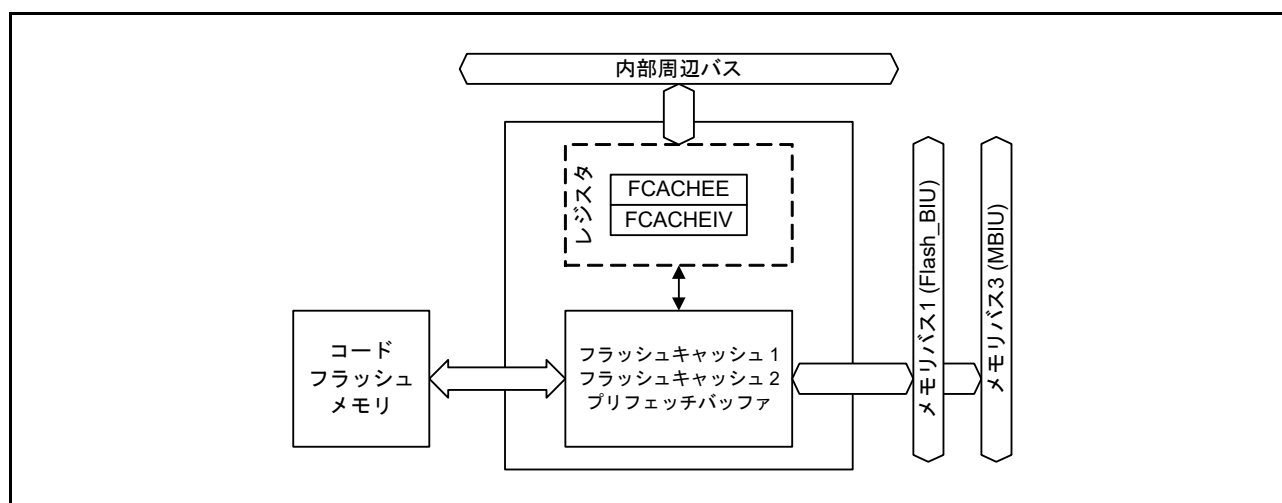 内部周辺バス
レジスタ
FCACHEE
FCACHEIV
コード
フラッシュ
メモリ
フラッシュキャッシュ1
フラッシュキャッシュ2
プリフェッチバッファ
メモリバス1 (Flash_BIU)
メモリバス3 (MBIU)